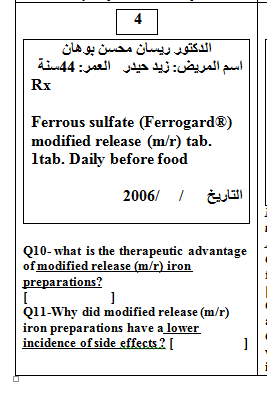 4
الدكتور ريسان محسن بوهان
اسم المريض: زيد حيدر العمر: 44سنة
Rx
Ferrous sulfate (Ferrogard®)
modified release (m/r) tab.
1tab. Daily before food
التاريخ / /2006
Q10- what is the therapeutic advantage
of modified release (m/r) iron
preparations?
[ ]
Q11-Why did modified release (m/r)
iron preparations have a lower
incidence of side effects? [ ]